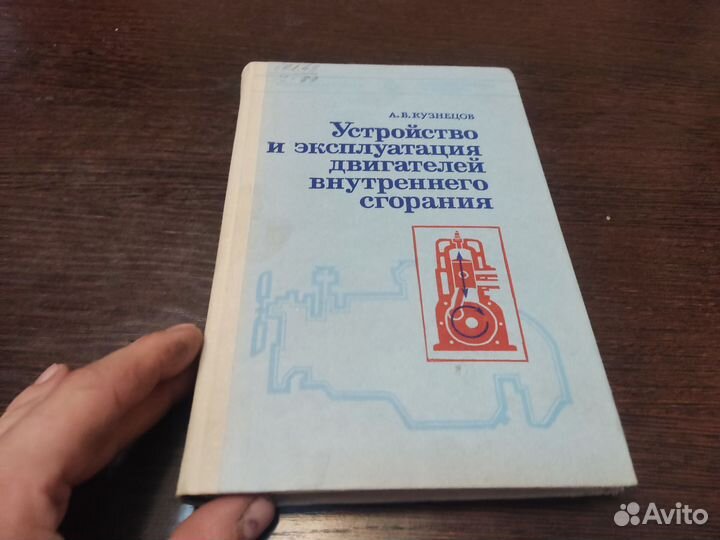 А.В.КУЗНЕЦОВ
Устройство
и эксплуатация
двигателей
внутреннего
сгорания
Avito